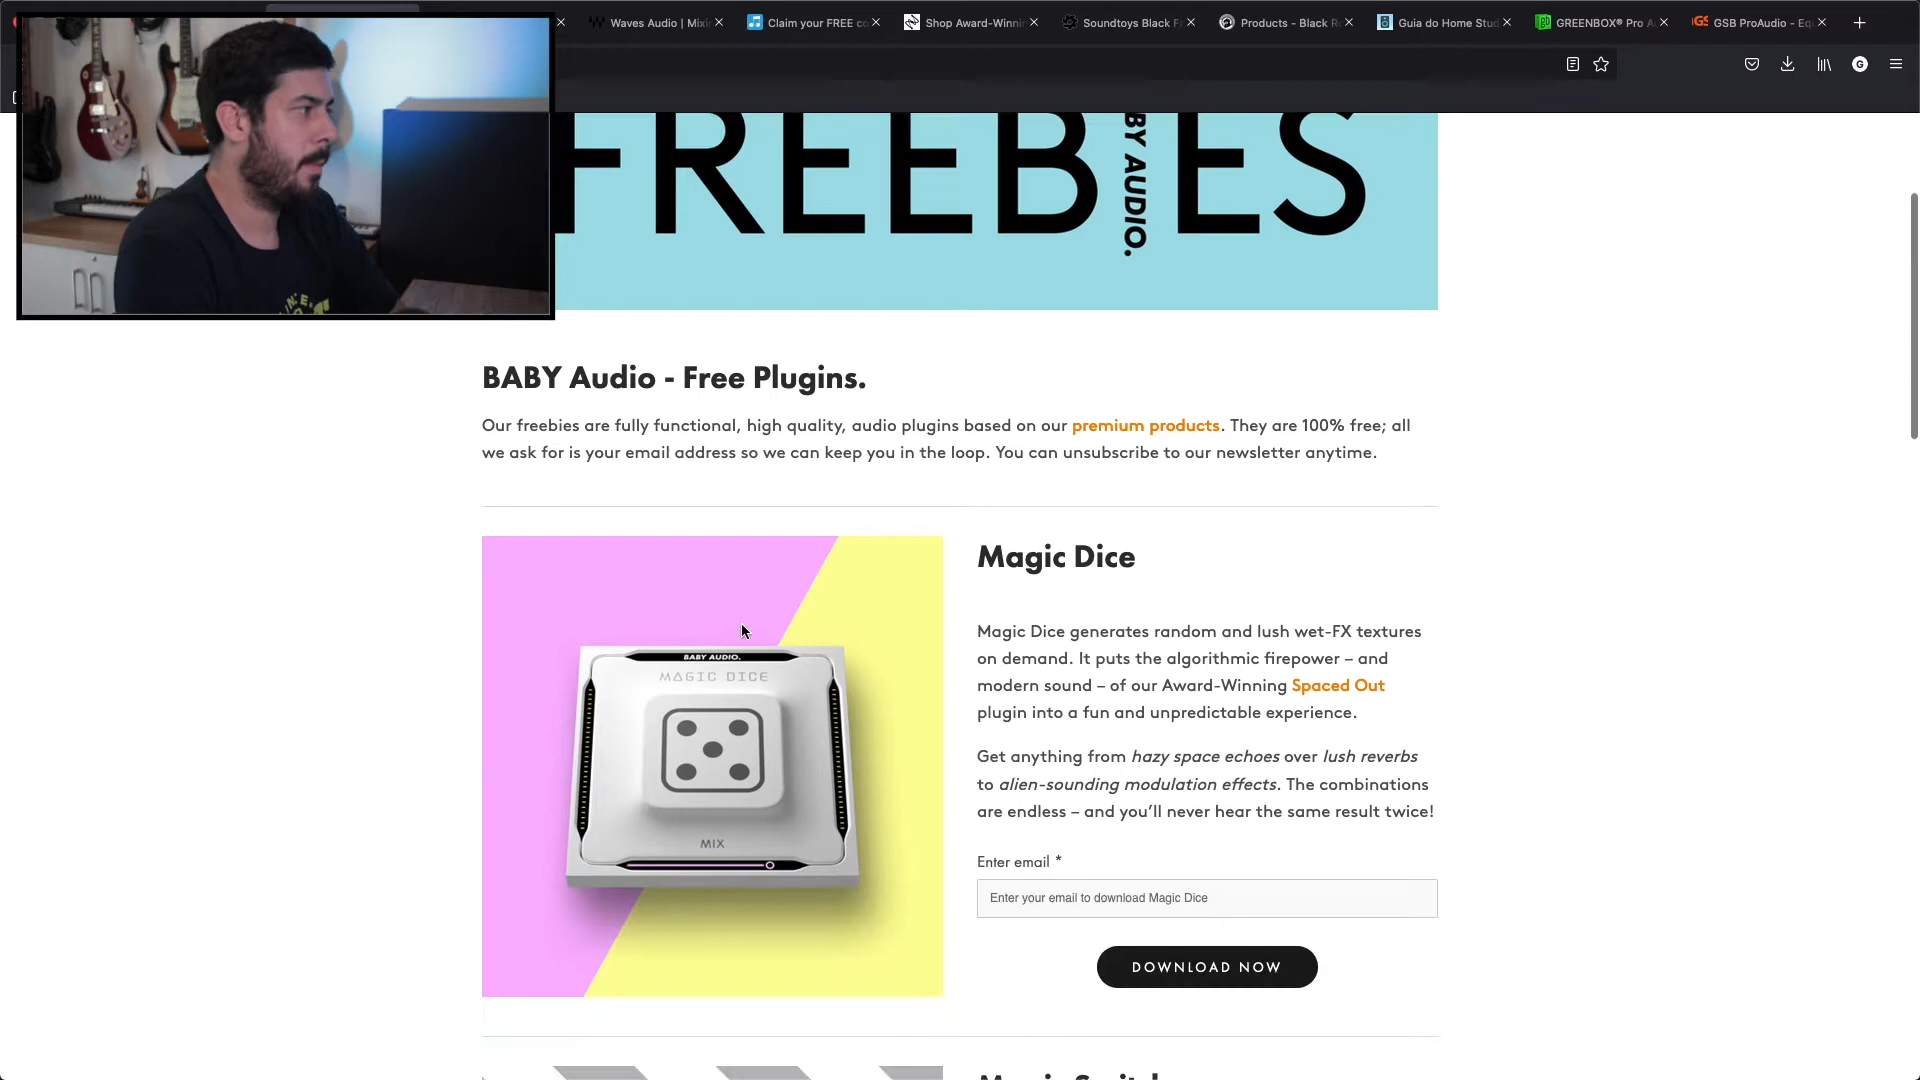 Waves Audio | Mixin
Claim your FREE co
Shop Award-Winnin
Soundtoys Black Fr
Products - Black Ro
Guia do Home Stud
GREENBOX® Pro A
GSB ProAudio - Eq
G
FREEBIES
BY AUDIO.
BABY Audio - Free Plugins.
Our freebies are fully functional, high quality, audio plugins based on our premium products. They are 100% free; all
we ask for is your email address so we can keep you in the loop. You can unsubscribe to our newsletter anytime.
BABY AUDIO.
MAGIC DICE
MIX
Magic Dice
Magic Dice generates random and lush wet-FX textures
on demand. It puts the algorithmic firepower – and
modern sound – of our Award-Winning Spaced Out
plugin into a fun and unpredictable experience.
Get anything from hazy space echoes over lush reverbs
to alien-sounding modulation effects. The combinations
are endless – and you’ll never hear the same result twice!
Enter email *
Enter your email to download Magic Dice
DOWNLOAD NOW